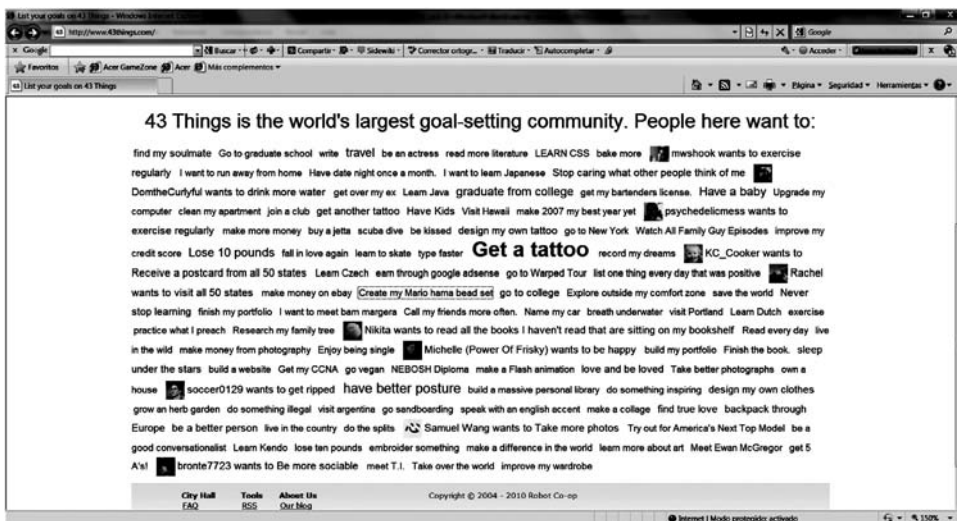 List your goals on 43 Things - Windows Internet Explorer
http://www.43things.com/
Google
x Google Buscar Compartir Sidewiki Corrector ortogr... Traducir Autocompletar Acceder
Favoritos Acer GameZone Acer Más complementos
List your goals on 43 Things Página Seguridad Herramientas
43 Things is the world's largest goal-setting community. People here want to:
find my soulmate Go to graduate school write travel be an actress read more literature LEARN CSS bake more mwshook wants to exercise
regularly I want to run away from home Have date night once a month. I want to learn Japanese Stop caring what other people think of me
DomtheCurlyful wants to drink more water get over my ex Learn Java graduate from college get my bartenders license. Have a baby Upgrade my
computer clean my apartment join a club get another tattoo Have Kids Visit Hawaii make 2007 my best year yet psychedelicmess wants to
exercise regularly make more money buy a jetta scuba dive be kissed design my own tattoo go to New York Watch All Family Guy Episodes improve my
credit score Lose 10 pounds fall in love again learn to skate type faster Get a tattoo record my dreams KC_Cooker wants to
Receive a postcard from all 50 states Learn Czech earn through google adsense go to Warped Tour list one thing every day that was positive Rachel
wants to visit all 50 states make money on ebay Create my Mario hama bead set go to college Explore outside my comfort zone save the world Never
stop learning finish my portfolio I want to meet bam margera Call my friends more often. Name my car breath underwater visit Portland Learn Dutch exercise
practice what I preach Research my family tree Nikita wants to read all the books I haven't read that are sitting on my bookshelf Read every day live
in the wild make money from photography Enjoy being single Michelle (Power Of Frisky) wants to be happy build my portfolio Finish the book. sleep
under the stars build a website Get my CCNA go vegan NEBOSH Diploma make a Flash animation love and be loved Take better photographs own a
house soccer0129 wants to get ripped have better posture build a massive personal library do something inspiring design my own clothes
grow an herb garden do something illegal visit argentina go sandboarding speak with an english accent make a collage find true love backpack through
Europe be a better person live in the country do the splits Samuel Wang wants to Take more photos Try out for America's Next Top Model be a
good conversationalist Learn Kendo lose ten pounds embroider something make a difference in the world learn more about art Meet Ewan McGregor get 5
A's! bronte7723 wants to Be more sociable meet T.I. Take over the world improve my wardrobe
City Hall Tools About Us Copyright © 2004 - 2010 Robot Co-op
FAQ RSS Our blog
Internet | Modo protegido: activado 150%